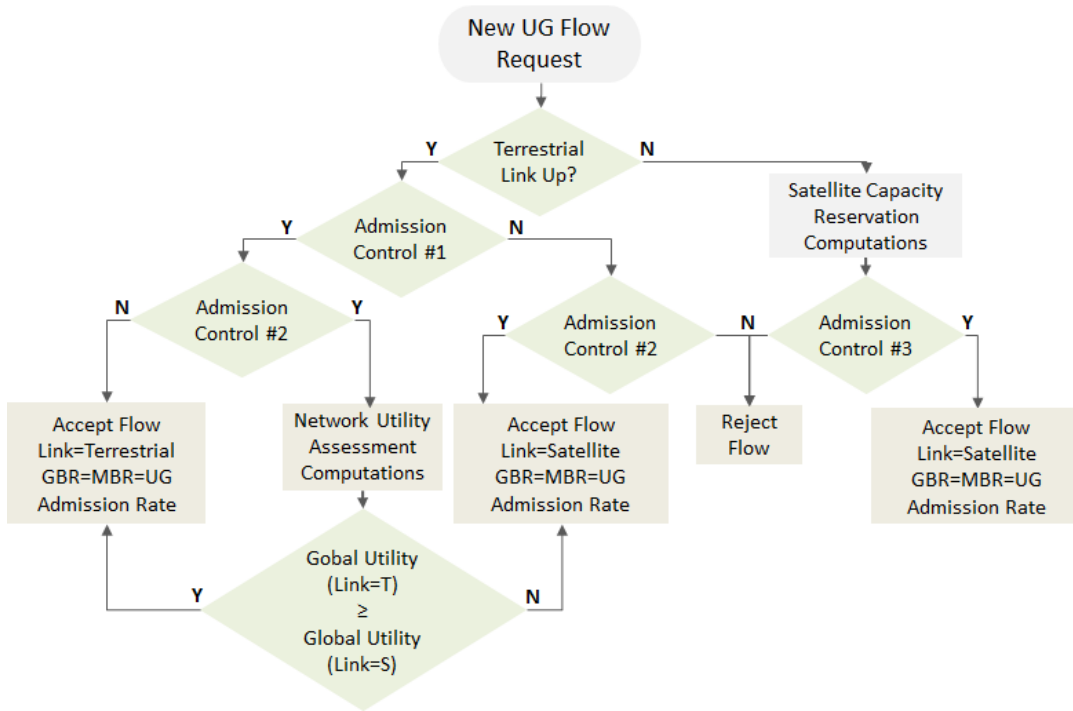 New UG Flow
Request
Terrestrial
Link Up?
Y
N
Satellite Capacity
Reservation
Computations
Admission
Control #1
Y
N
Admission
Control #2
N
Y
Admission
Control #2
Y
N
Admission
Control #3
Y
Accept Flow
Link=Terrestrial
GBR=MBR=UG
Admission Rate
Network Utility
Assessment
Computations
Accept Flow
Link=Satellite
GBR=MBR=UG
Admission Rate
Reject
Flow
Accept Flow
Link=Satellite
GBR=MBR=UG
Admission Rate
Gobal Utility
(Link=T)
≥
Global Utility
(Link=S)
Y
N